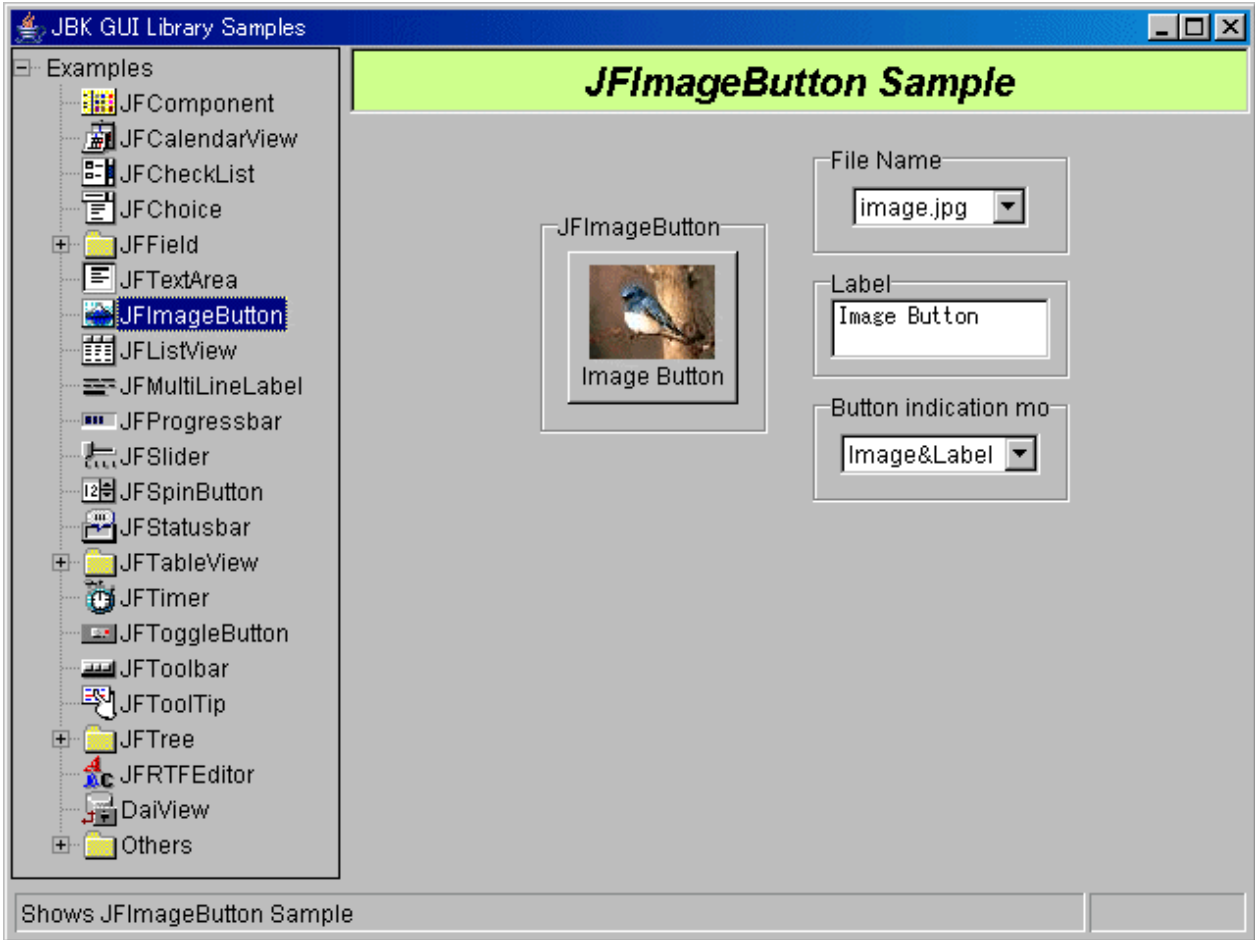 JBK GUI Library Samples
Examples
JFComponent
JFCalendarView
JFCheckList
JFChoice
JFField
JFTextArea
JFImageButton
JFListView
JFMultiLineLabel
JFProgressbar
JFSlider
JFSpinButton
JFStatusbar
JFTableView
JFTimer
JFToggleButton
JFToolbar
JFToolTip
JFTree
JFRTFEditor
DaiView
Others
JFImageButton Sample
JFImageButton
Image Button
File Name
image.jpg
Label
Image Button
Button indication mo
Image&Label
Shows JFImageButton Sample